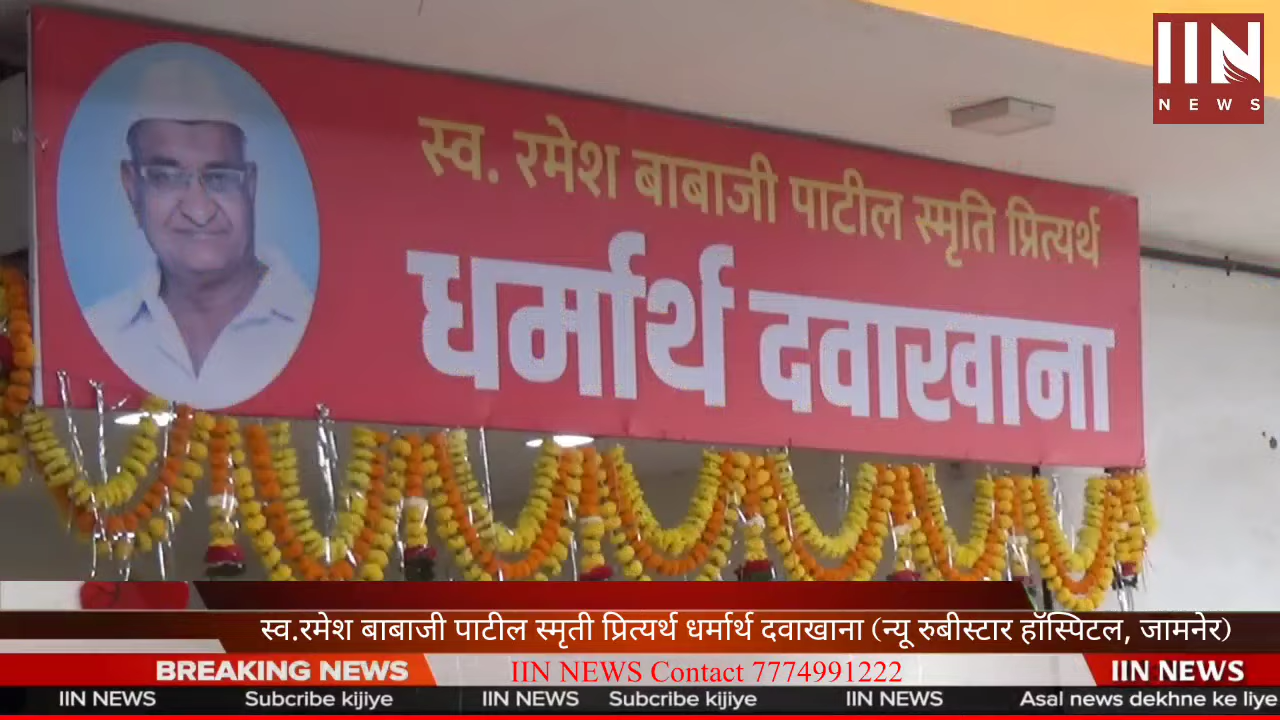 IIN
NEWS
स्व. रमेश बाबाजी पाटील स्मृति प्रित्यर्थ
धर्मार्थ दवाखाना
स्व.रमेश बाबाजी पाटील स्मृती प्रित्यर्थ धर्मार्थ दवाखाना (न्यू रुबीस्टार हॉस्पिटल, जामनेर)
BREAKING NEWS IIN NEWS Contact 7774991222 IIN NEWS
IIN NEWS Subcribe kijiye IIN NEWS Subcribe kijiye IIN NEWS Asal news dekhne ke liye